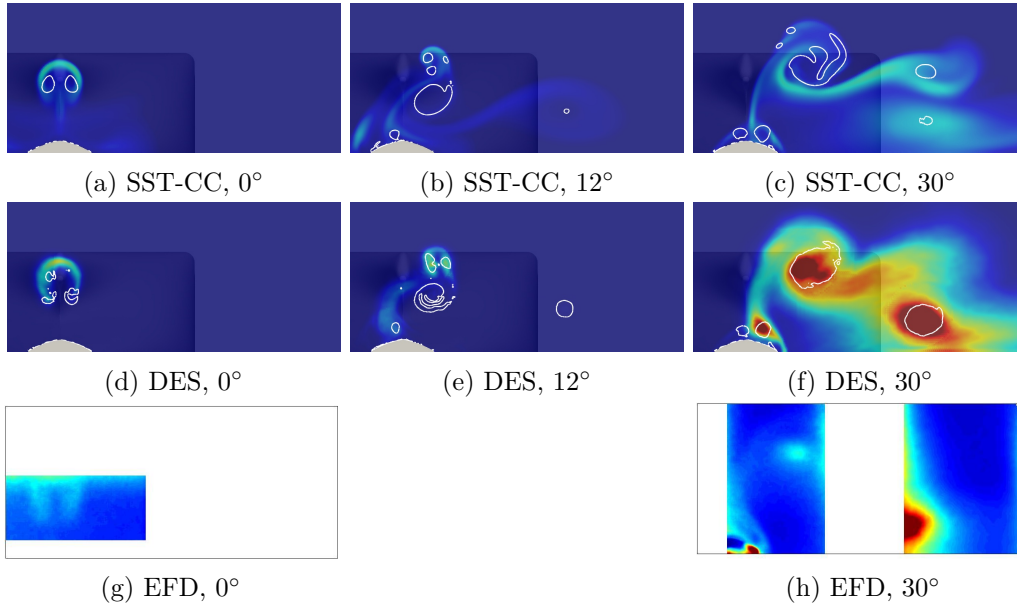 (a) SST-CC, 0°
(b) SST-CC, 12°
(c) SST-CC, 30°
(d) DES, 0°
(e) DES, 12°
(f) DES, 30°
(g) EFD, 0°
(h) EFD, 30°